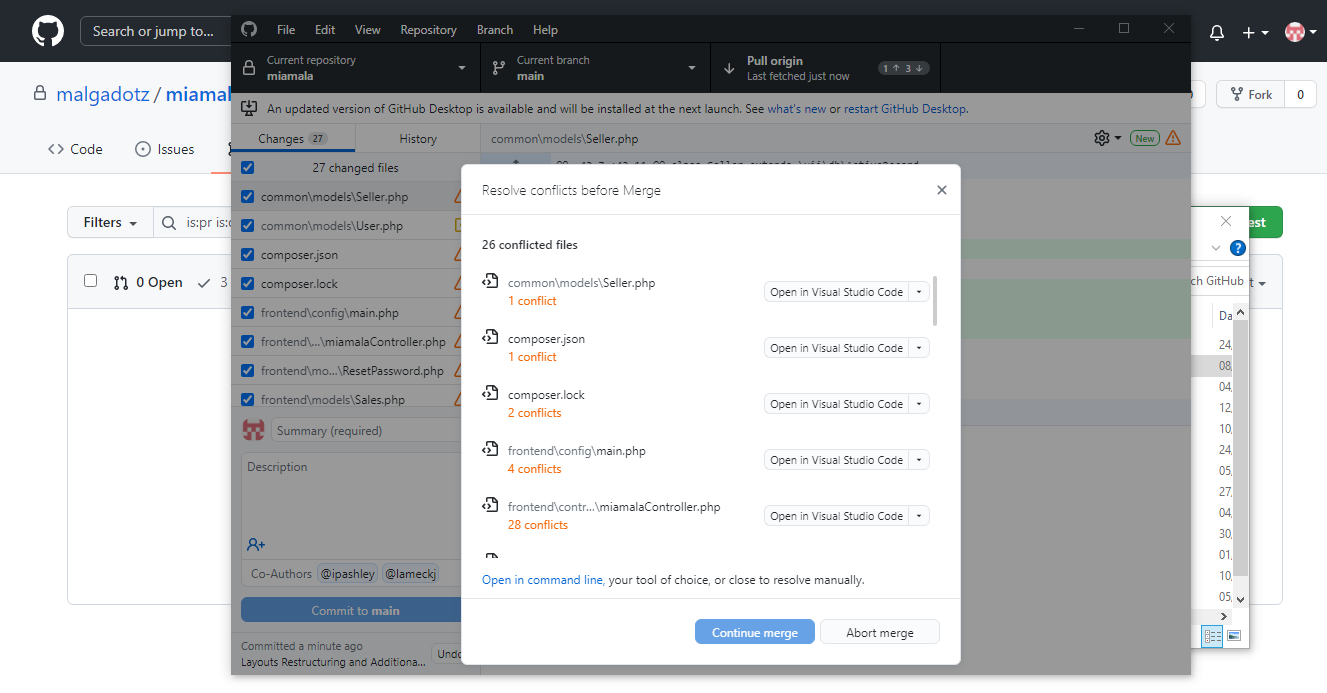 Search or jump to...
File Edit View Repository Branch Help
Current repository
miamala
Current branch
main
Pull origin
Last fetched just now
1 3
malgadotz / miamal
Fork 0
An updated version of GitHub Desktop is available and will be installed at the next launch. See what's new or restart GitHub Desktop.
Code Issues
Changes 27 History
common\models\Seller.php
New
27 changed files
common\models\Seller.php
common\models\User.php
composer.json
composer.lock
frontend\config\main.php
frontend\...\miamalaController.php
frontend\mo...\ResetPassword.php
frontend\models\Sales.php
Summary (required)
Description
Co-Authors @ipashley @lameckj
Commit to main
Committed a minute ago
Layouts Restructuring and Additiona...
Undo
Filters is:pr is:o
0 Open 3
Resolve conflicts before Merge
26 conflicted files
common\models\Seller.php
1 conflict
Open in Visual Studio Code
composer.json
1 conflict
Open in Visual Studio Code
composer.lock
2 conflicts
Open in Visual Studio Code
frontend\config\main.php
4 conflicts
Open in Visual Studio Code
frontend\contr...\miamalaController.php
28 conflicts
Open in Visual Studio Code
Open in command line, your tool of choice, or close to resolve manually.
Continue merge Abort merge
est
?
ch GitHub
t
Da
24,
08,
04,
12,
10,
24,
05,
27,
04,
30,
01,
10,
05,